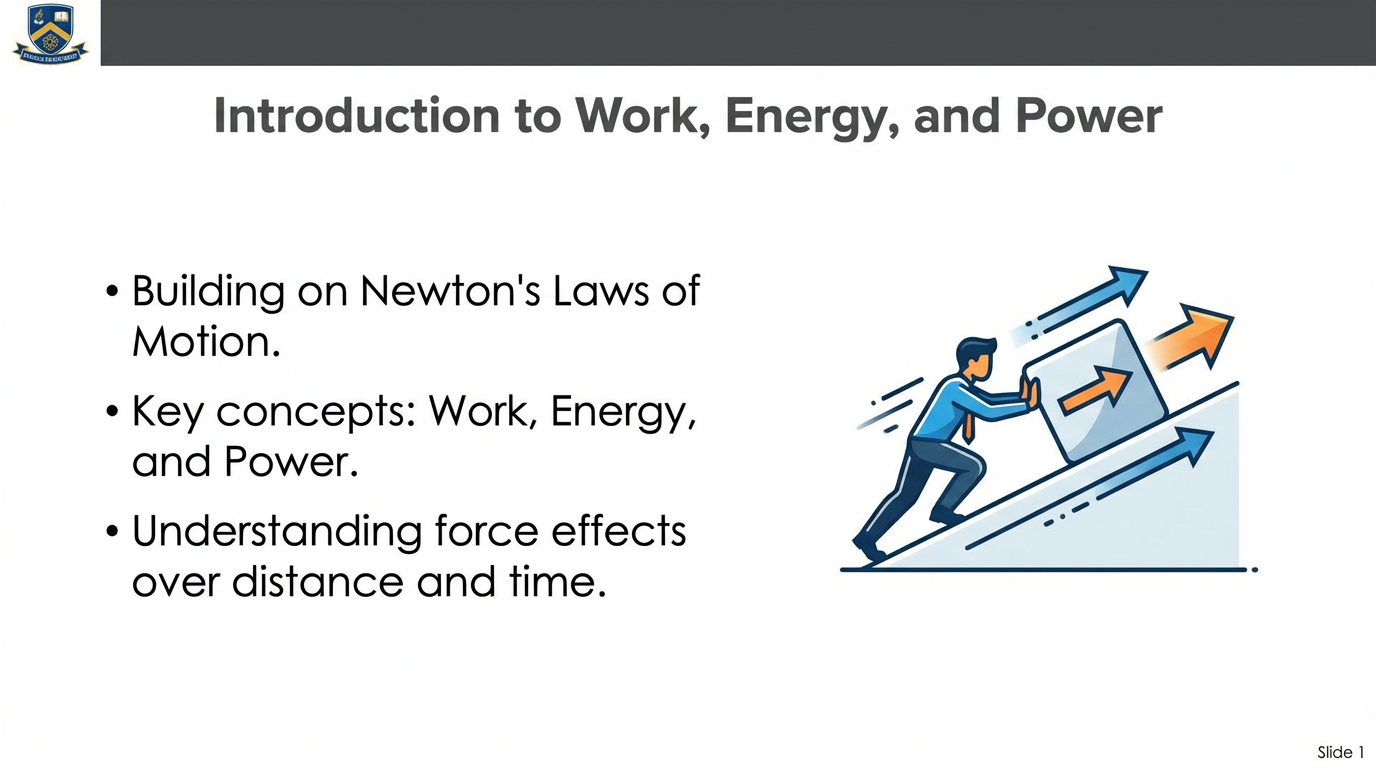 Introduction to Work, Energy, and Power
• Building on Newton's Laws of
Motion.
• Key concepts: Work, Energy,
and Power.
• Understanding force effects
over distance and time.
Slide 1